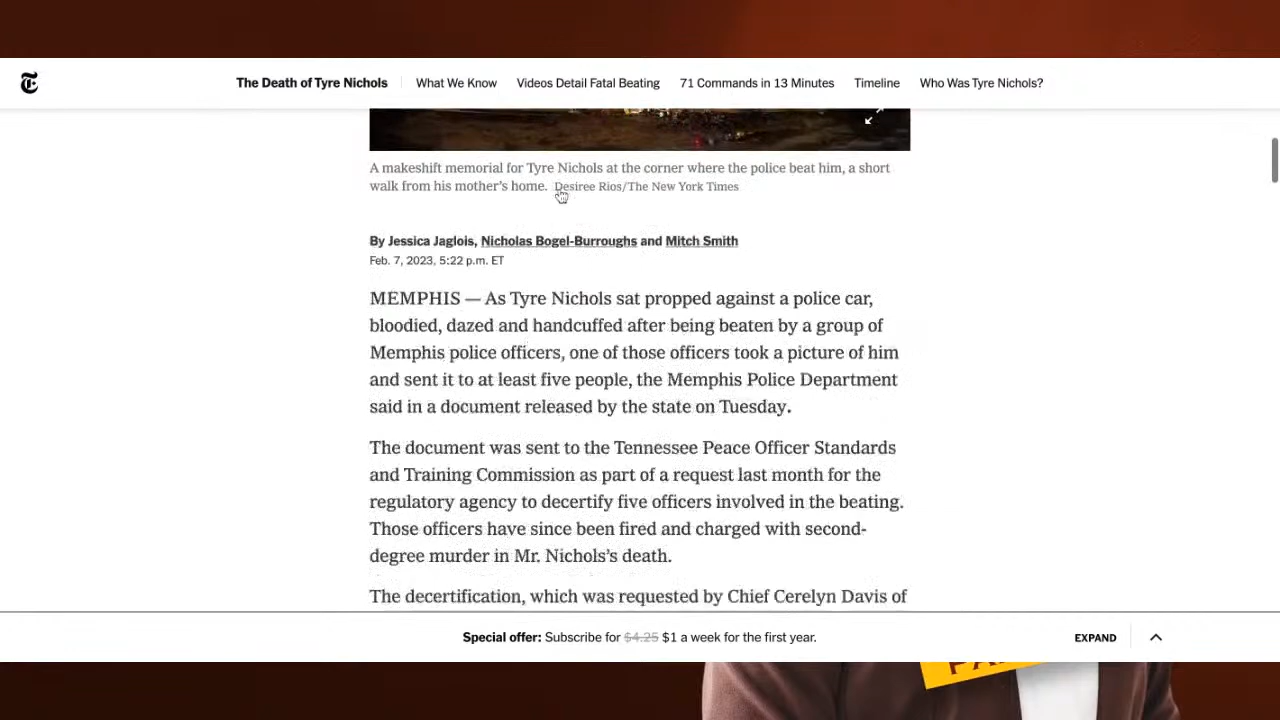 The Death of Tyre Nichols
What We Know
Videos Detail Fatal Beating
71 Commands in 13 Minutes
Timeline
Who Was Tyre Nichols?
A makeshift memorial for Tyre Nichols at the corner where the police beat him, a short
walk from his mother's home. Desiree Rios/The New York Times
By Jessica Jaglois, Nicholas Bogel-Burroughs and Mitch Smith
Feb. 7, 2023, 5:22 p.m. ET
MEMPHIS — As Tyre Nichols sat propped against a police car,
bloodied, dazed and handcuffed after being beaten by a group of
Memphis police officers, one of those officers took a picture of him
and sent it to at least five people, the Memphis Police Department
said in a document released by the state on Tuesday.
The document was sent to the Tennessee Peace Officer Standards
and Training Commission as part of a request last month for the
regulatory agency to decertify five officers involved in the beating.
Those officers have since been fired and charged with second-
degree murder in Mr. Nichols's death.
The decertification, which was requested by Chief Cerelyn Davis of
Special offer: Subscribe for $4.25 $1 a week for the first year.
EXPAND